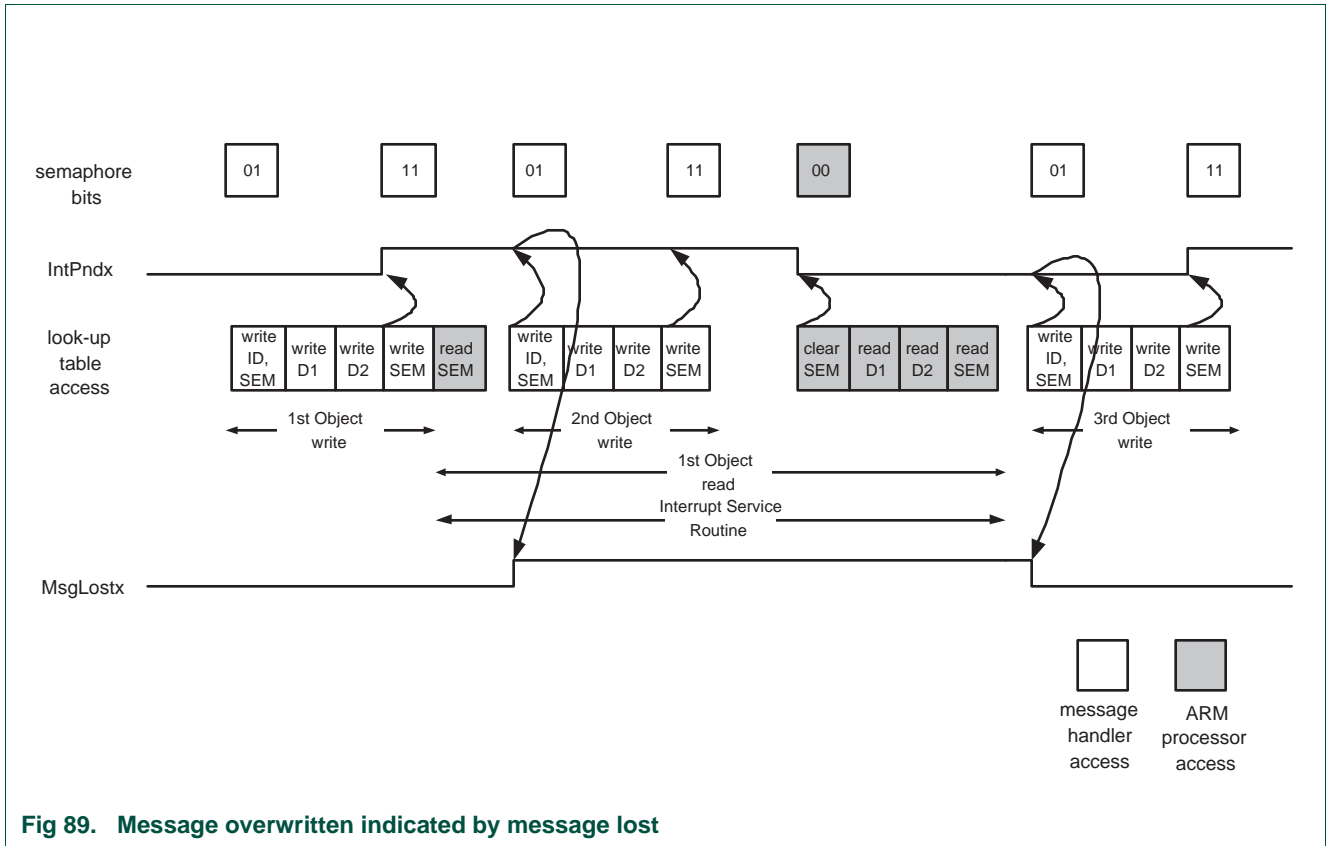 semaphore
bits
01
11
01
11
00
01
11
IntPndx
look-up
table
access
write
ID,
SEM
write
D1
write
D2
write
SEM
read
SEM
write
ID,
SEM
write
D1
write
D2
write
SEM
clear
SEM
read
D1
read
D2
read
SEM
write
ID,
SEM
write
D1
write
D2
write
SEM
1st Object
write
2nd Object
write
3rd Object
write
1st Object
read
Interrupt Service
Routine
MsgLostx
message
handler
access
ARM
processor
access
Fig 89. Message overwritten indicated by message lost